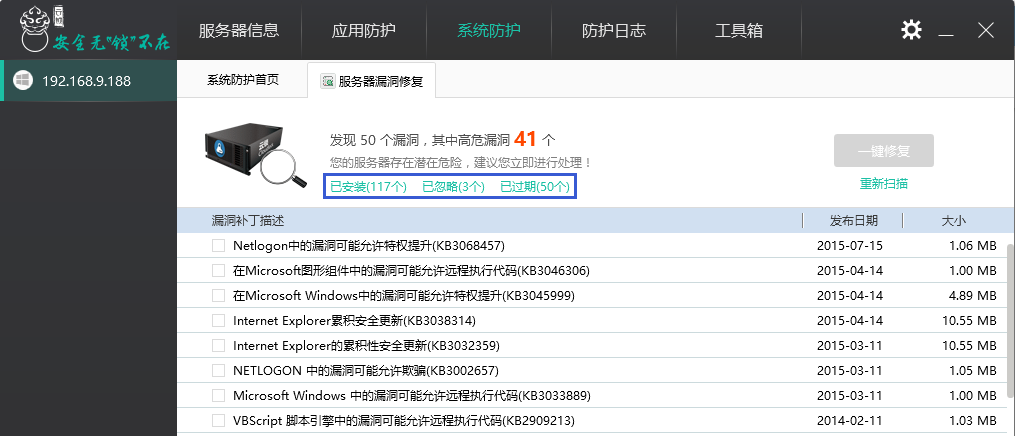 安全无"锁"不在
服务器信息 应用防护 系统防护 防护日志 工具箱
192.168.9.188
系统防护首页 服务器漏洞修复
发现 50 个漏洞，其中高危漏洞 41 个
您的服务器存在潜在危险，建议您立即进行处理！
一键修复
重新扫描
已安装(117个) 已忽略(3个) 已过期(50个)
漏洞补丁描述 发布日期 大小
Netlogon中的漏洞可能允许特权提升(KB3068457) 2015-07-15 1.06 MB
在Microsoft图形组件中的漏洞可能允许远程执行代码(KB3046306) 2015-04-14 1.00 MB
在Microsoft Windows中的漏洞可能允许特权提升(KB3045999) 2015-04-14 4.89 MB
Internet Explorer累积安全更新(KB3038314) 2015-04-14 10.55 MB
Internet Explorer的累积性安全更新(KB3032359) 2015-03-11 10.55 MB
NETLOGON 中的漏洞可能允许欺骗(KB3002657) 2015-03-11 1.05 MB
Microsoft Windows 中的漏洞可能允许远程执行代码(KB3033889) 2015-03-11 1.00 MB
VBScript 脚本引擎中的漏洞可能允许远程执行代码(KB2909213) 2014-02-11 1.03 MB